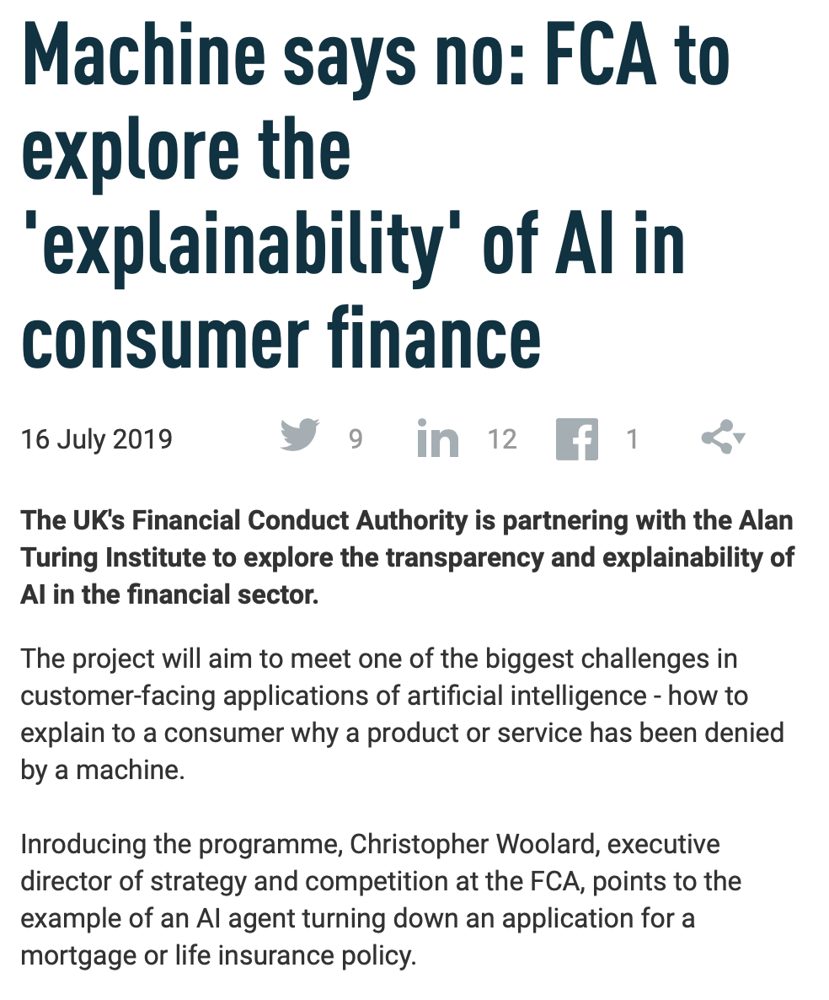 Machine says no: FCA to
explore the
'explainability' of AI in
consumer finance
16 July 2019 9 in 12 f 1
The UK's Financial Conduct Authority is partnering with the Alan
Turing Institute to explore the transparency and explainability of
AI in the financial sector.
The project will aim to meet one of the biggest challenges in
customer-facing applications of artificial intelligence - how to
explain to a consumer why a product or service has been denied
by a machine.
Inroducing the programme, Christopher Woolard, executive
director of strategy and competition at the FCA, points to the
example of an AI agent turning down an application for a
mortgage or life insurance policy.